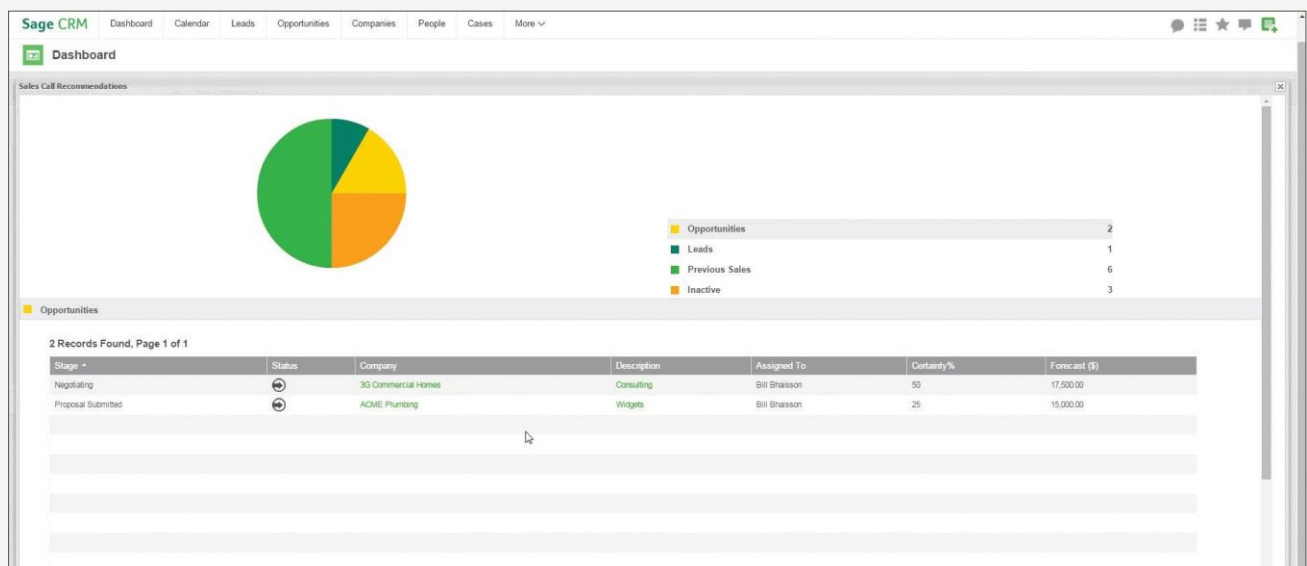 Sage CRM Dashboard Calendar Leads Opportunities Companies People Cases More
Dashboard
Sales Call Recommendations
Opportunities 2
Leads 1
Previous Sales 6
Inactive 3
Opportunities
2 Records Found, Page 1 of 1
Stage Status Company Description Assigned To Certainty% Forecast ($)
Negotiating 3G Commercial Homes Consulting Bill Bhaisson 50 17,500.00
Proposal Submitted ACME Plumbing Widgets Bill Bhaisson 25 15,000.00